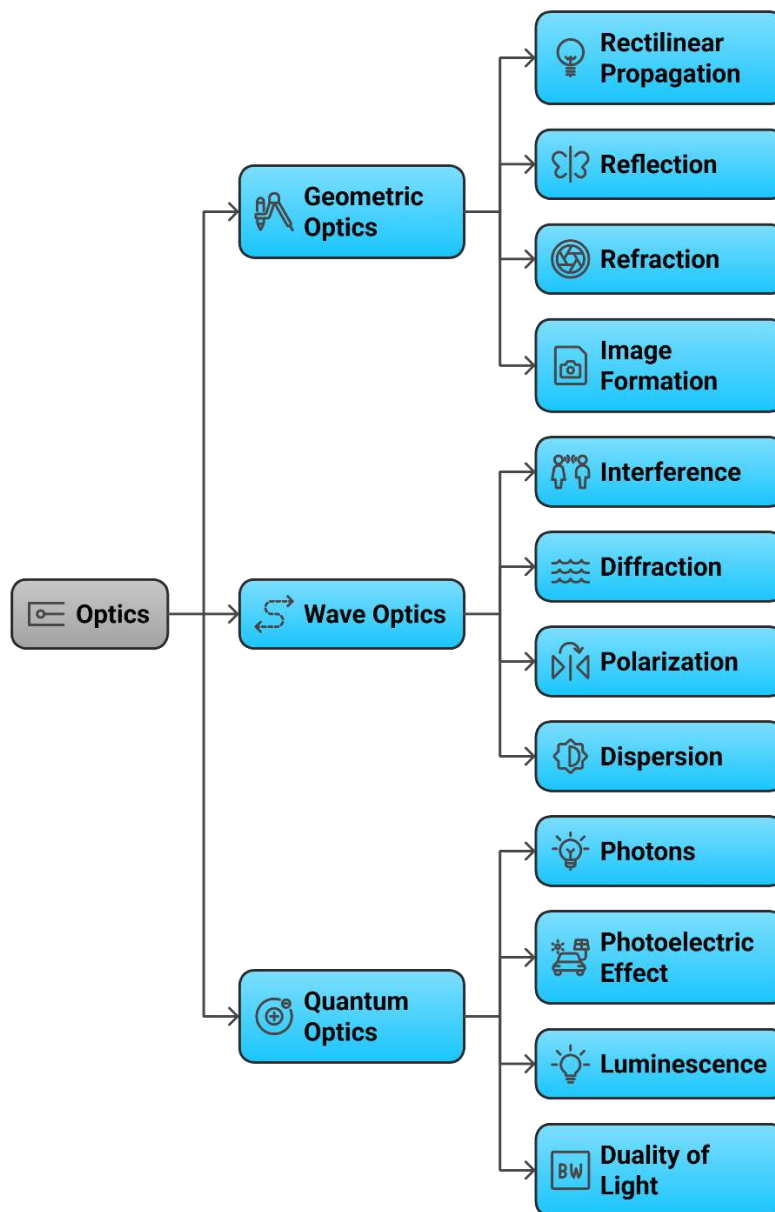 Rectilinear
Propagation
Reflection
Geometric
Optics
Refraction
Image
Formation
Interference
Diffraction
Optics
Wave Optics
Polarization
Dispersion
Photons
Photoelectric
Effect
Quantum
Optics
Luminescence
BW
Duality of
Light